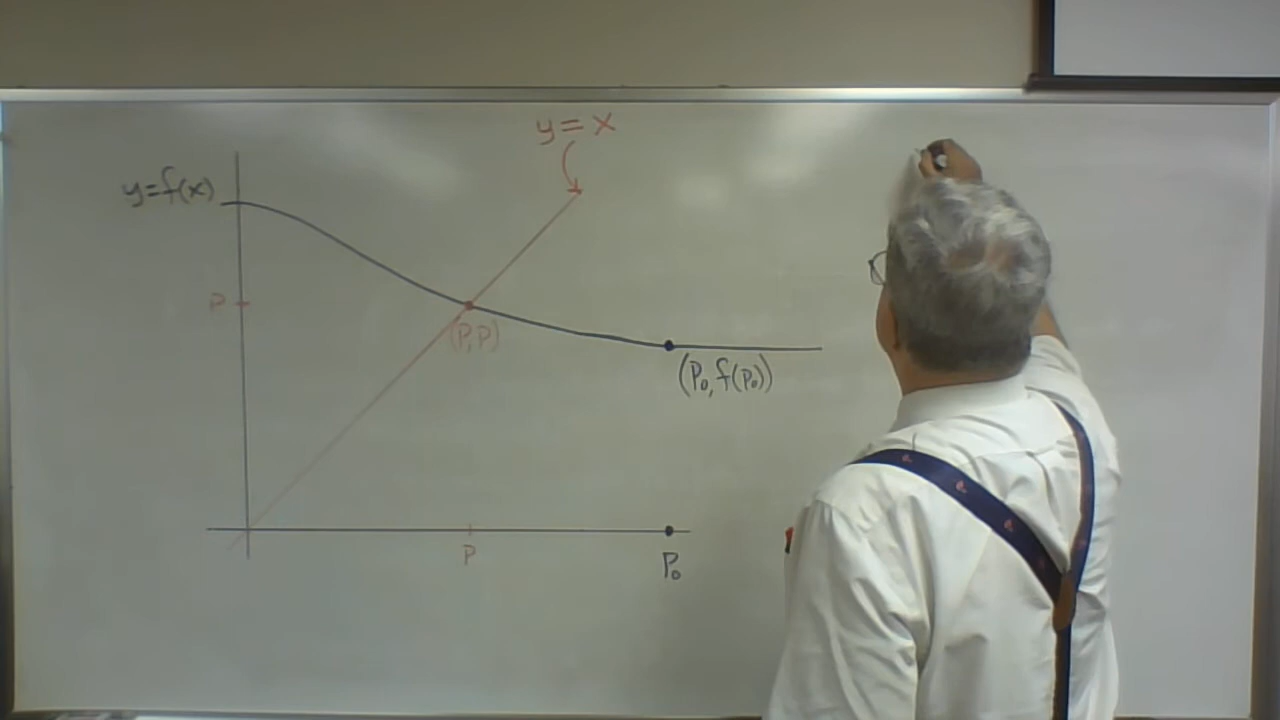 y = x
y=f(x)
P
(P,P)
(P₀, f(P₀))
P
P₀